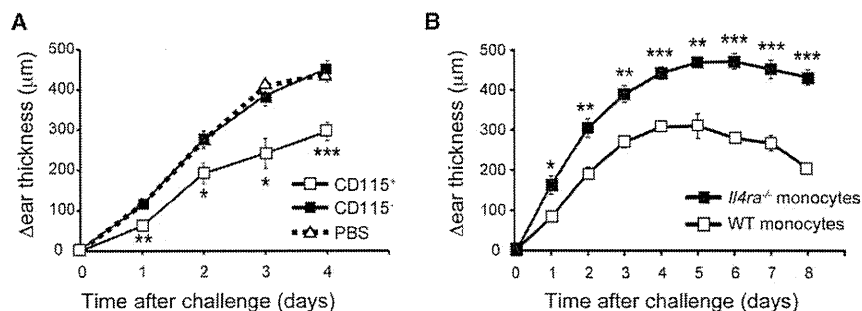 A
Δear thickness (μm)
500
400
300
200
100
0
**
*
*
***
CD115⁺
CD115⁻
PBS
0 1 2 3 4
Time after challenge (days)
B
Δear thickness (μm)
500
400
300
200
100
0
*
**
**
***
**
***
***
***
Il4ra⁻/⁻ monocytes
WT monocytes
0 1 2 3 4 5 6 7 8
Time after challenge (days)